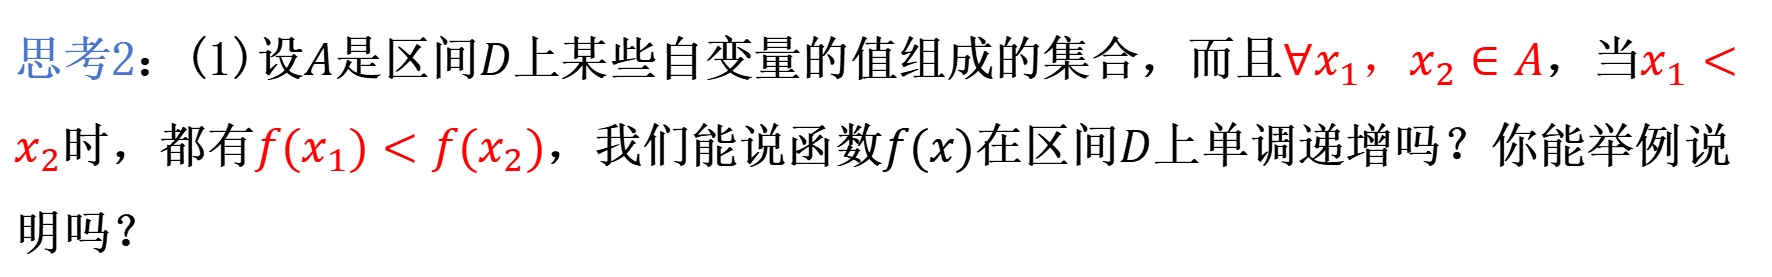 思考2：(1)设A是区间D上某些自变量的值组成的集合，而且∀x₁，x₂ ∈ A，当x₁ <
x₂时，都有f(x₁) < f(x₂)，我们能说函数f(x)在区间D上单调递增吗？你能举例说
明吗？